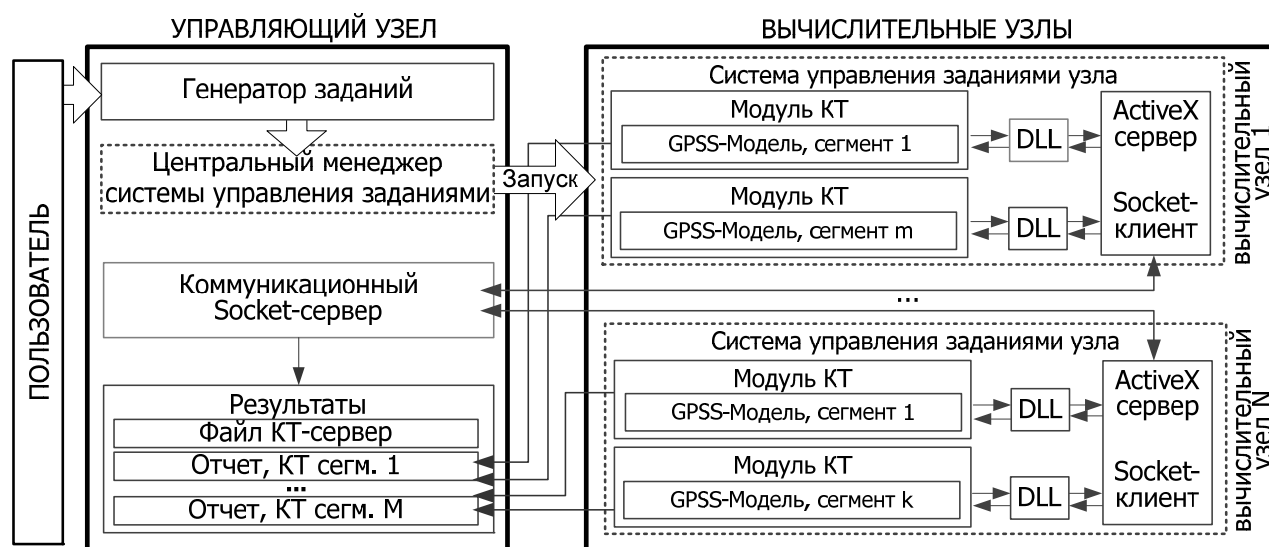 УПРАВЛЯЮЩИЙ УЗЕЛ
ВЫЧИСЛИТЕЛЬНЫЕ УЗЛЫ
ПОЛЬЗОВАТЕЛЬ
Генератор заданий
Центральный менеджер
системы управления заданиями
Запуск
Коммуникационный
Socket-сервер
Результаты
Файл КТ-сервер
Отчет, КТ сегм. 1
...
Отчет, КТ сегм. М
Система управления заданиями узла
Модуль КТ
GPSS-Модель, сегмент 1
DLL
Модуль КТ
GPSS-Модель, сегмент m
DLL
ActiveX
сервер
Socket-
клиент
вычислительный
узел 1
...
Система управления заданиями узла
Модуль КТ
GPSS-Модель, сегмент 1
DLL
Модуль КТ
GPSS-Модель, сегмент k
DLL
ActiveX
сервер
Socket-
клиент
вычислительный
узел N